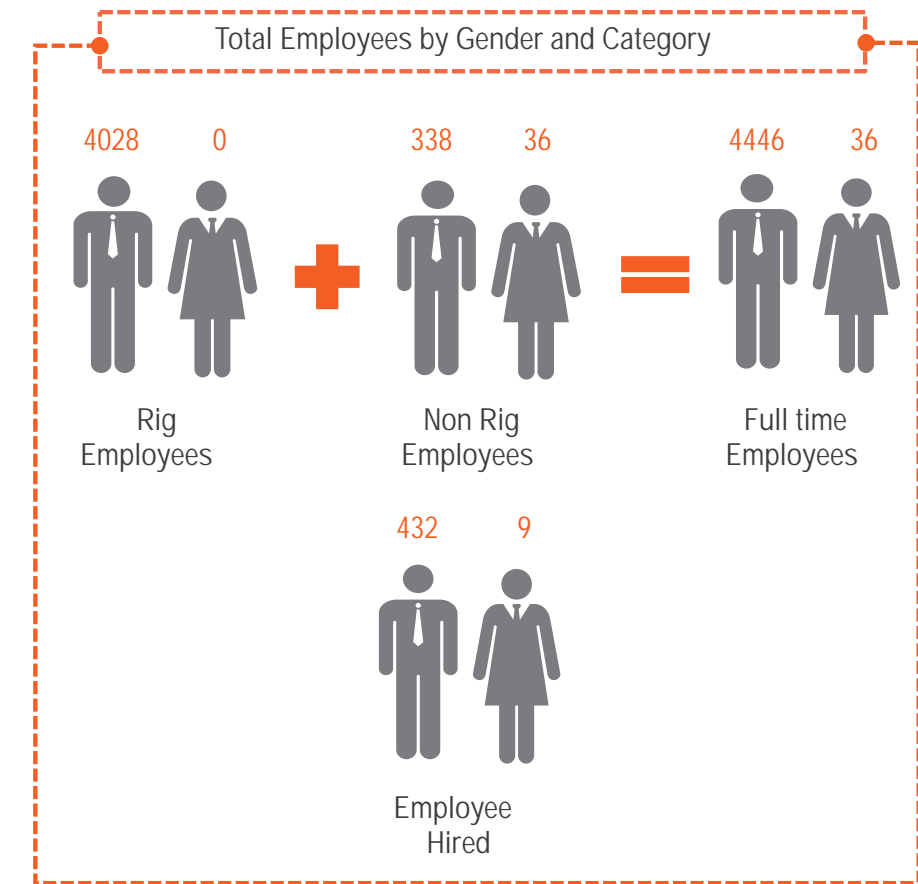 Total Employees by Gender and Category
4028 0 338 36 4446 36
Rig Employees
Non Rig Employees
Full time Employees
432 9
Employee
Hired